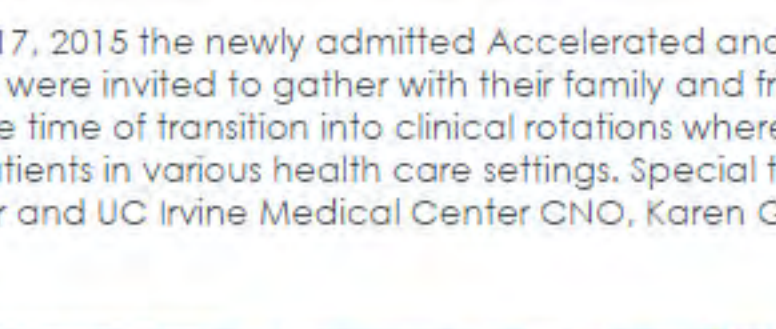 17, 2015 the newly admitted Accelerated and
were invited to gather with their family and fr
e time of transition into clinical rotations where
atients in various health care settings. Special t
r and UC Irvine Medical Center CNO, Karen G